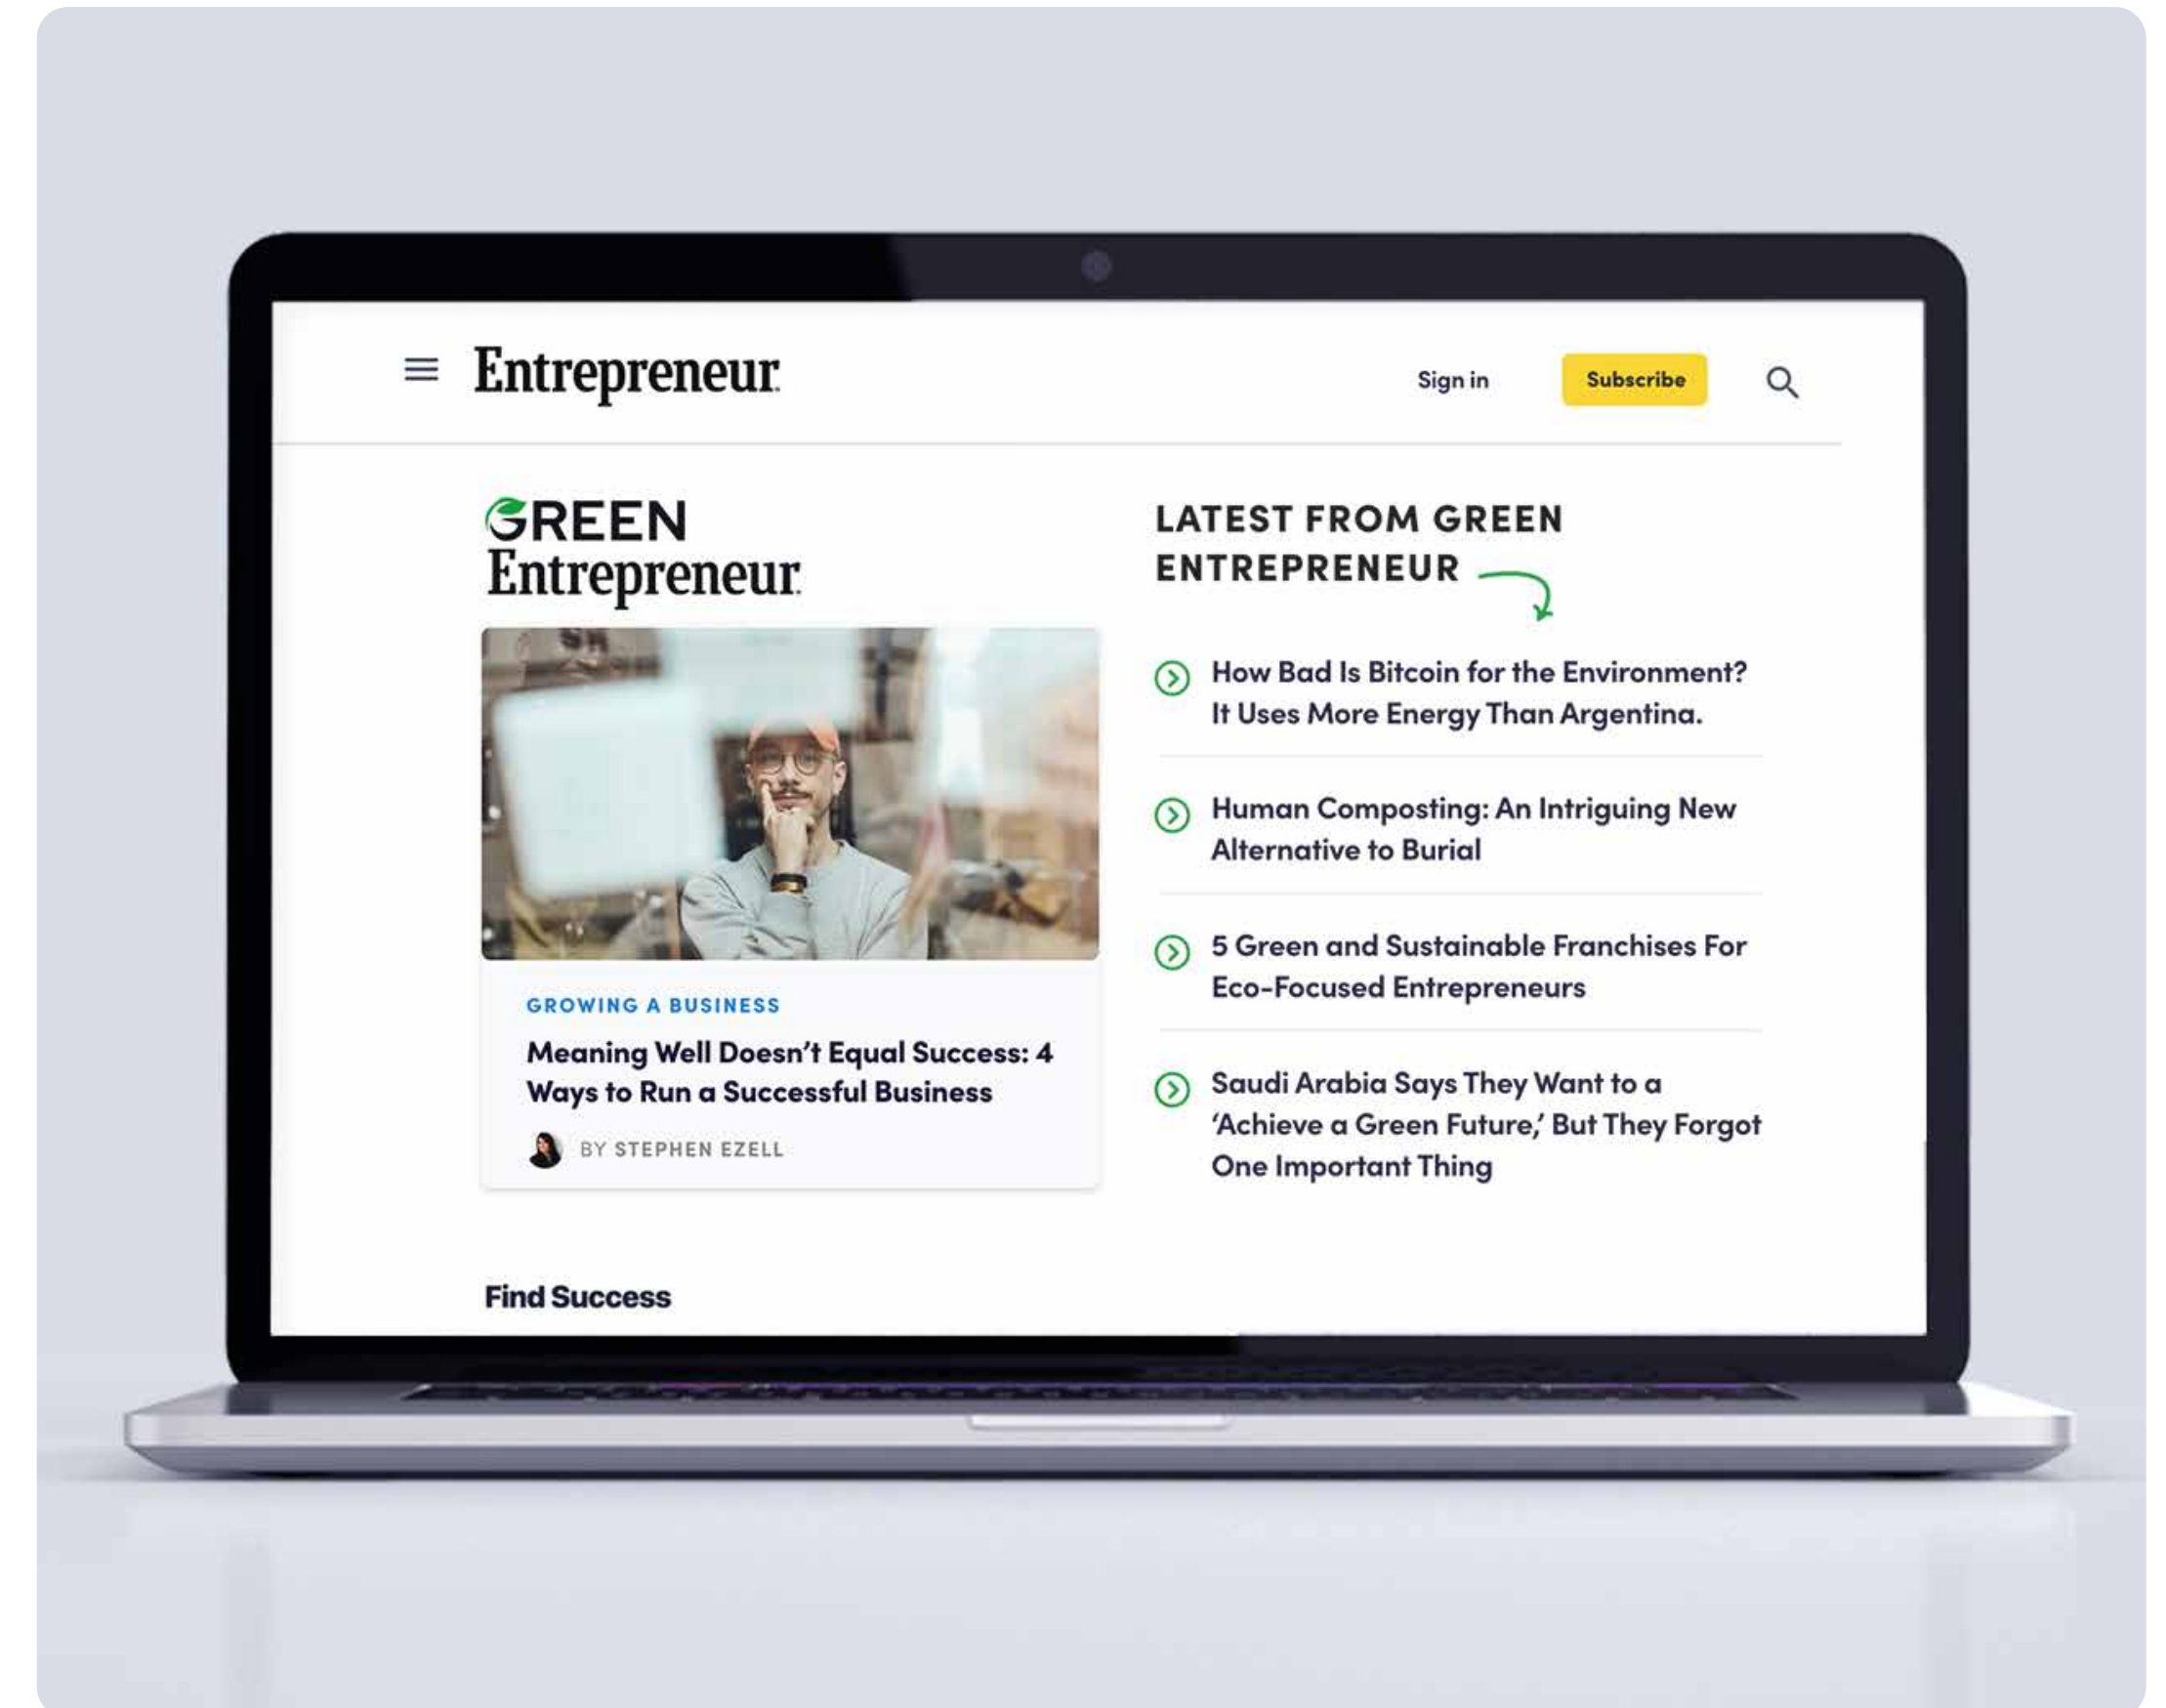 Entrepreneur
Sign in
Subscribe
GREEN
Entrepreneur
GROWING A BUSINESS
Meaning Well Doesn't Equal Success: 4
Ways to Run a Successful Business
BY STEPHEN EZELL
LATEST FROM GREEN
ENTREPRENEUR
How Bad Is Bitcoin for the Environment?
It Uses More Energy Than Argentina.
Human Composting: An Intriguing New
Alternative to Burial
5 Green and Sustainable Franchises For
Eco-Focused Entrepreneurs
Saudi Arabia Says They Want to a
‘Achieve a Green Future,’ But They Forgot
One Important Thing
Find Success